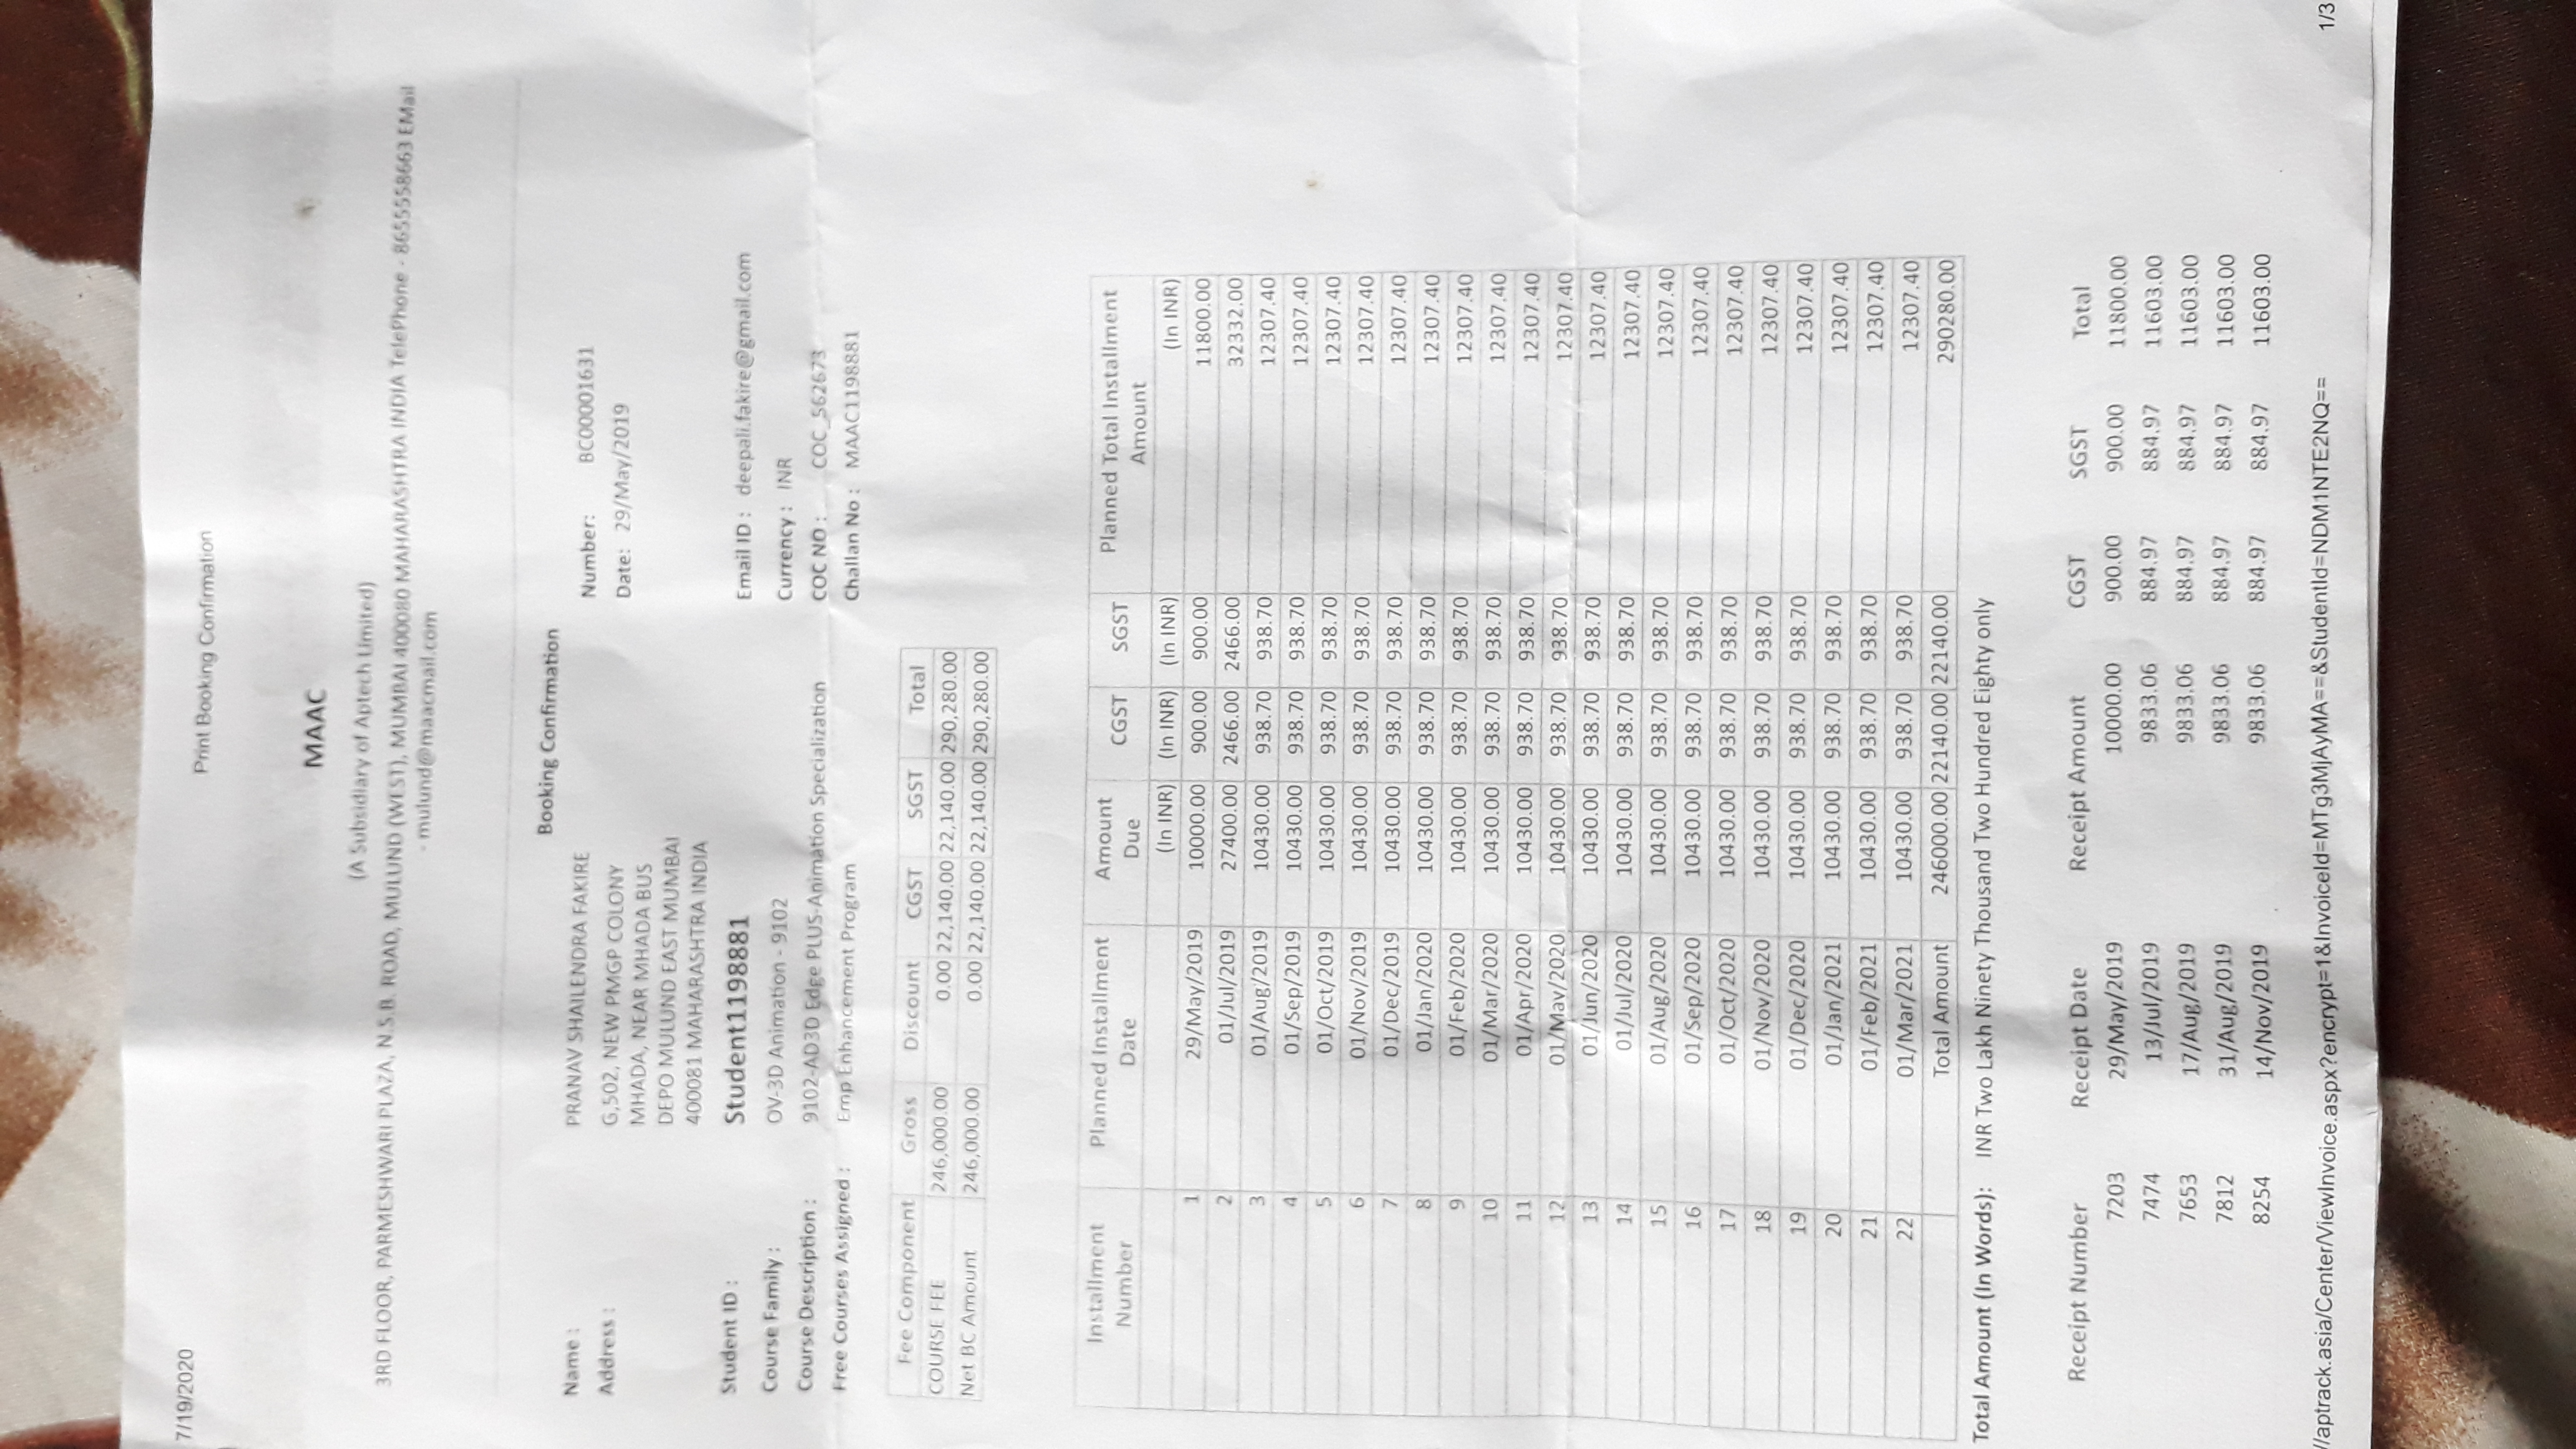 7/19/2020
Print Booking Confirmation
MAAC
(A Subsidiary of Aptech Limited)
3RD FLOOR, PARMESHWARI PLAZA, N.S.B. ROAD, MULUND (WEST), MUMBAI 400080 MAHARASHTRA INDIA TelePhone - 8655558663 EMail
- mulund@maacmail.com
Booking Confirmation
Name : PRANAV SHAILENDRA FAKIRE Number: BC00001631
Address : G,502, NEW PMGP COLONY Date: 29/May/2019
MHADA, NEAR MHADA BUS
DEPO MULUND EAST MUMBAI
400081 MAHARASHTRA INDIA
Student ID : Student1198881 Email ID : deepali.fakire@gmail.com
Course Family : OV-3D Animation - 9102 Currency : INR
Course Description : 9102-AD3D Edge PLUS-Animation Specialization COC NO : COC_562673
Free Courses Assigned : Emp Enhancement Program Challan No : MAAC1198881
Fee Component Gross Discount CGST SGST Total
COURSE FEE 246,000.00 0.00 22,140.00 22,140.00 290,280.00
Net BC Amount 246,000.00 0.00 22,140.00 22,140.00 290,280.00
Installment Planned Installment Amount CGST SGST Planned Total Installment
Number Date Due Amount
(In INR) (In INR) (In INR) (In INR)
1 29/May/2019 10000.00 900.00 900.00 11800.00
2 01/Jul/2019 27400.00 2466.00 2466.00 32332.00
3 01/Aug/2019 10430.00 938.70 938.70 12307.40
4 01/Sep/2019 10430.00 938.70 938.70 12307.40
5 01/Oct/2019 10430.00 938.70 938.70 12307.40
6 01/Nov/2019 10430.00 938.70 938.70 12307.40
7 01/Dec/2019 10430.00 938.70 938.70 12307.40
8 01/Jan/2020 10430.00 938.70 938.70 12307.40
9 01/Feb/2020 10430.00 938.70 938.70 12307.40
10 01/Mar/2020 10430.00 938.70 938.70 12307.40
11 01/Apr/2020 10430.00 938.70 938.70 12307.40
12 01/May/2020 10430.00 938.70 938.70 12307.40
13 01/Jun/2020 10430.00 938.70 938.70 12307.40
14 01/Jul/2020 10430.00 938.70 938.70 12307.40
15 01/Aug/2020 10430.00 938.70 938.70 12307.40
16 01/Sep/2020 10430.00 938.70 938.70 12307.40
17 01/Oct/2020 10430.00 938.70 938.70 12307.40
18 01/Nov/2020 10430.00 938.70 938.70 12307.40
19 01/Dec/2020 10430.00 938.70 938.70 12307.40
20 01/Jan/2021 10430.00 938.70 938.70 12307.40
21 01/Feb/2021 10430.00 938.70 938.70 12307.40
22 01/Mar/2021 10430.00 938.70 938.70 12307.40
Total Amount 246000.00 22140.00 22140.00 290280.00
Total Amount (In Words): INR Two Lakh Ninety Thousand Two Hundred Eighty only
Receipt Number Receipt Date Receipt Amount CGST SGST Total
7203 29/May/2019 10000.00 900.00 900.00 11800.00
7474 13/Jul/2019 9833.06 884.97 884.97 11603.00
7653 17/Aug/2019 9833.06 884.97 884.97 11603.00
7812 31/Aug/2019 9833.06 884.97 884.97 11603.00
8254 14/Nov/2019 9833.06 884.97 884.97 11603.00
//aptrack.asia/Center/ViewInvoice.aspx?encrypt=1&InvoiceId=MTg3MjAyMA==&StudentId=NDM1NTE2NQ== 1/3